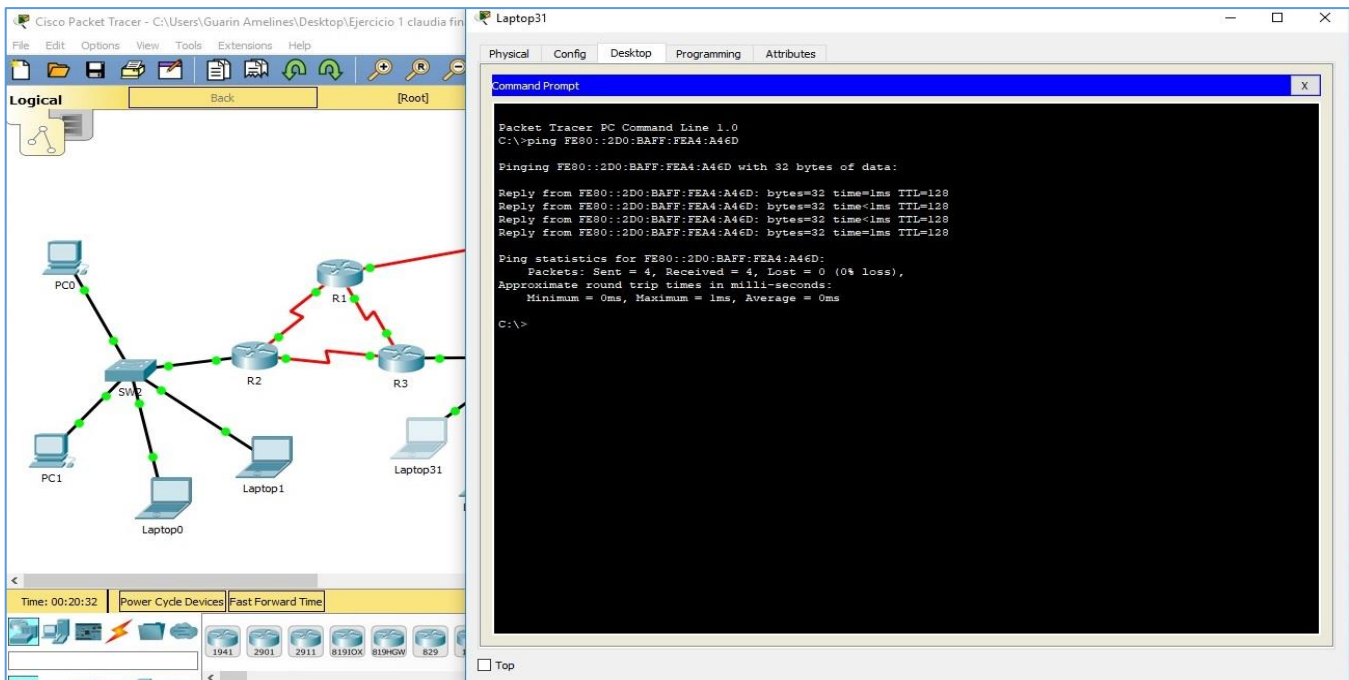 Cisco Packet Tracer - C:\Users\Guarin Amelines\Desktop\Ejercicio 1 claudia fin
File Edit Options View Tools Extensions Help
Logical Back [Root]
PC0
R1
R2
R3
SW2
PC1
Laptop31
Laptop1
Laptop0
Time: 00:20:32 Power Cycle Devices Fast Forward Time
1941 2901 2911 819IOX 819HGW 829
Laptop31
Physical Config Desktop Programming Attributes
Command Prompt X
Packet Tracer PC Command Line 1.0
C:\>ping FE80::2D0:BAFF:FEA4:A46D
Pinging FE80::2D0:BAFF:FEA4:A46D with 32 bytes of data:
Reply from FE80::2D0:BAFF:FEA4:A46D: bytes=32 time=1ms TTL=128
Reply from FE80::2D0:BAFF:FEA4:A46D: bytes=32 time<1ms TTL=128
Reply from FE80::2D0:BAFF:FEA4:A46D: bytes=32 time<1ms TTL=128
Reply from FE80::2D0:BAFF:FEA4:A46D: bytes=32 time=1ms TTL=128
Ping statistics for FE80::2D0:BAFF:FEA4:A46D:
Packets: Sent = 4, Received = 4, Lost = 0 (0% loss),
Approximate round trip times in milli-seconds:
Minimum = 0ms, Maximum = 1ms, Average = 0ms
C:\>
Top